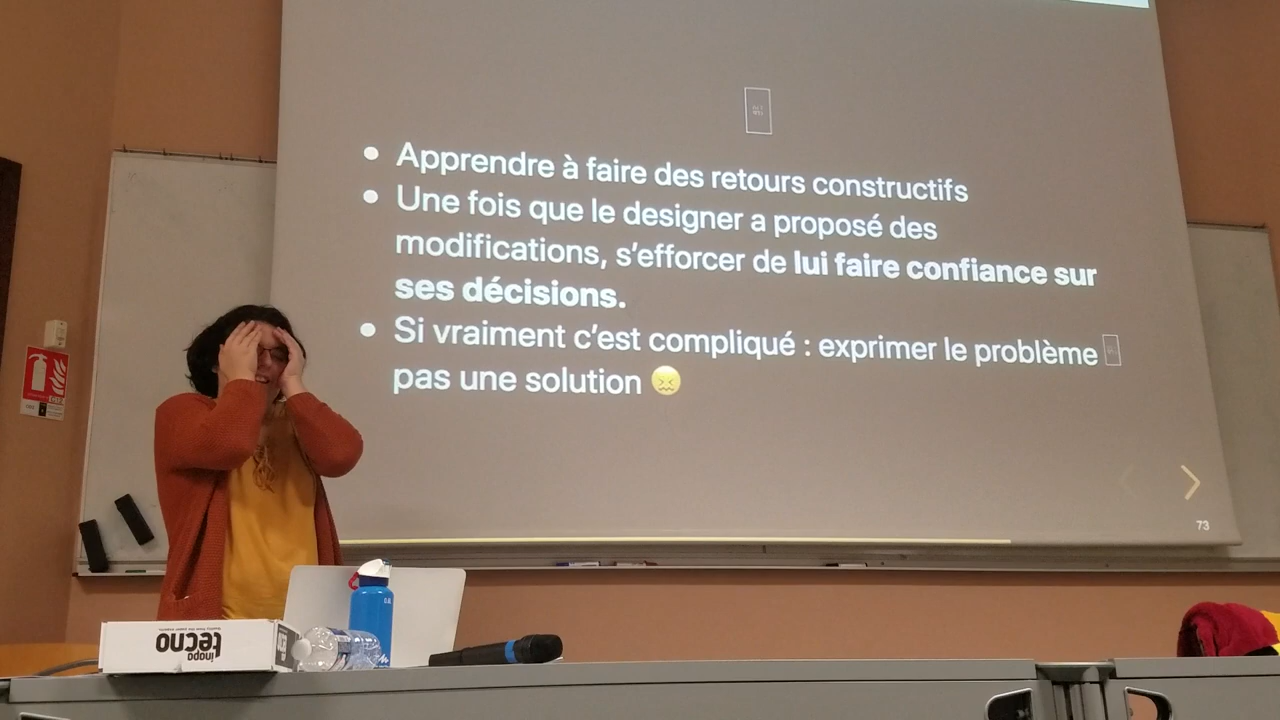 Apprendre à faire des retours constructifs
Une fois que le designer a proposé des
modifications, s'efforcer de lui faire confiance sur
ses décisions.
Si vraiment c'est compliqué : exprimer le problème
pas une solution 😖
73
inapa
tecno